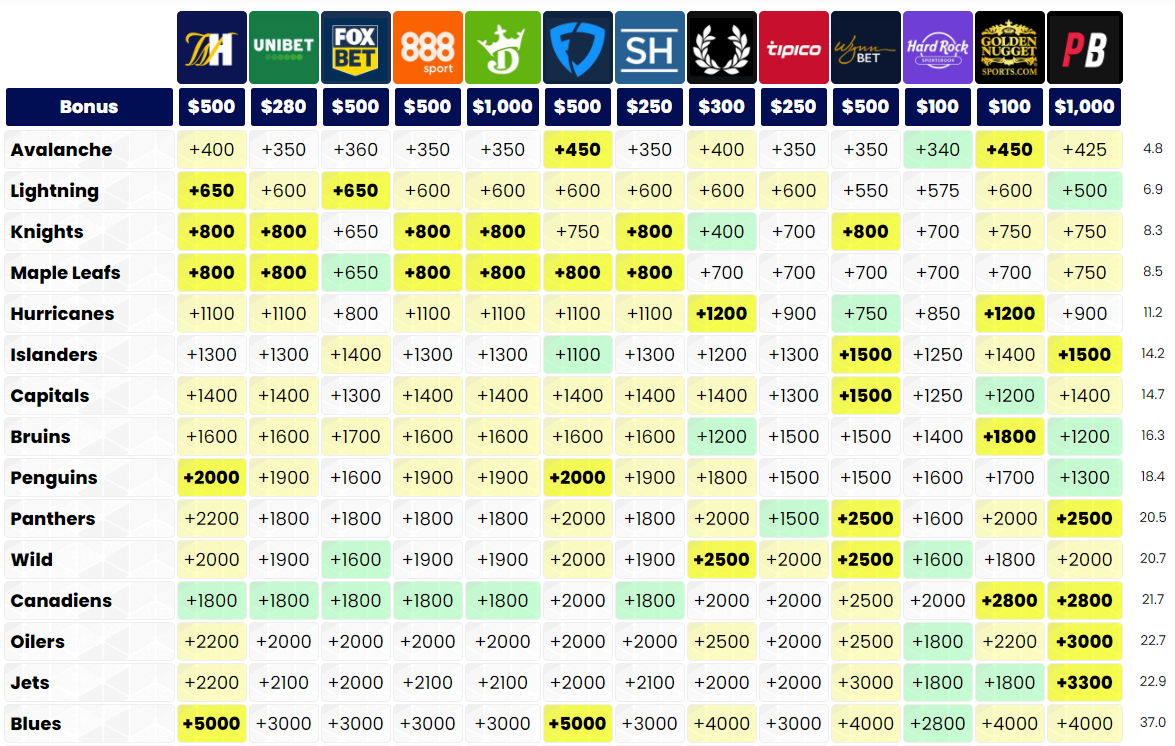 WH UNIBET FOX BET 888 sport SH tipico Wynn BET Hard Rock SPORTSBOOK GOLDEN NUGGET SPORTS.COM PB
Bonus $500 $280 $500 $500 $1,000 $500 $250 $300 $250 $500 $100 $100 $1,000
Avalanche +400 +350 +360 +350 +350 +450 +350 +400 +350 +350 +340 +450 +425 4.8
Lightning +650 +600 +650 +600 +600 +600 +600 +600 +600 +550 +575 +600 +500 6.9
Knights +800 +800 +650 +800 +800 +750 +800 +400 +700 +800 +700 +750 +750 8.3
Maple Leafs +800 +800 +650 +800 +800 +800 +800 +700 +700 +700 +700 +700 +750 8.5
Hurricanes +1100 +1100 +800 +1100 +1100 +1100 +1100 +1200 +900 +750 +850 +1200 +900 11.2
Islanders +1300 +1300 +1400 +1300 +1300 +1100 +1300 +1200 +1300 +1500 +1250 +1400 +1500 14.2
Capitals +1400 +1400 +1300 +1400 +1400 +1400 +1400 +1400 +1300 +1500 +1250 +1200 +1400 14.7
Bruins +1600 +1600 +1700 +1600 +1600 +1600 +1600 +1200 +1500 +1500 +1400 +1800 +1200 16.3
Penguins +2000 +1900 +1600 +1900 +1900 +2000 +1900 +1800 +1500 +1500 +1600 +1700 +1300 18.4
Panthers +2200 +1800 +1800 +1800 +1800 +2000 +1800 +2000 +1500 +2500 +1600 +2000 +2500 20.5
Wild +2000 +1900 +1600 +1900 +1900 +2000 +1900 +2500 +2000 +2500 +1600 +1800 +2000 20.7
Canadiens +1800 +1800 +1800 +1800 +1800 +2000 +1800 +2000 +2000 +2500 +2000 +2800 +2800 21.7
Oilers +2200 +2000 +2000 +2000 +2000 +2000 +2000 +2500 +2000 +2500 +1800 +2200 +3000 22.7
Jets +2200 +2100 +2000 +2100 +2100 +2000 +2100 +2000 +2000 +3000 +1800 +1800 +3300 22.9
Blues +5000 +3000 +3000 +3000 +3000 +5000 +3000 +4000 +3000 +4000 +2800 +4000 +4000 37.0